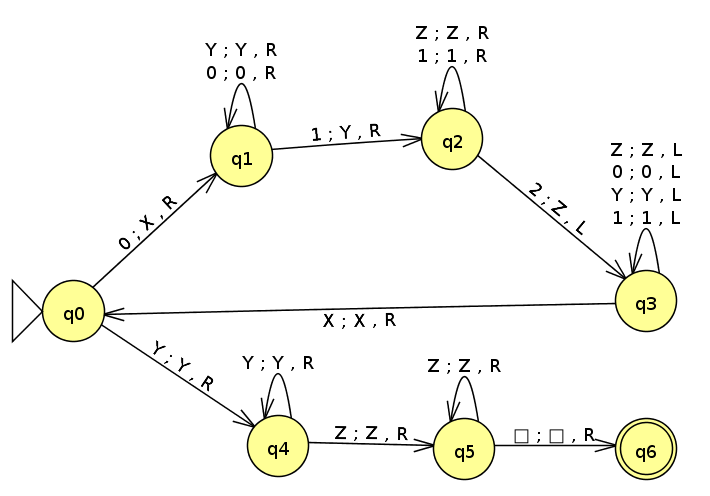 Z ; Z , R
1 ; 1 , R
Y ; Y , R
0 ; 0 , R
1 ; Y , R
q2
q1
Z ; Z , L
0 ; 0 , L
Y ; Y , L
1 ; 1 , L
0 ; X , R
2 ; Z , L
q3
q0
X ; X , R
Y ; Y , R
Y ; Y , R
Z ; Z , R
Z ; Z , R
□ ; □ , R
q4
q5
q6